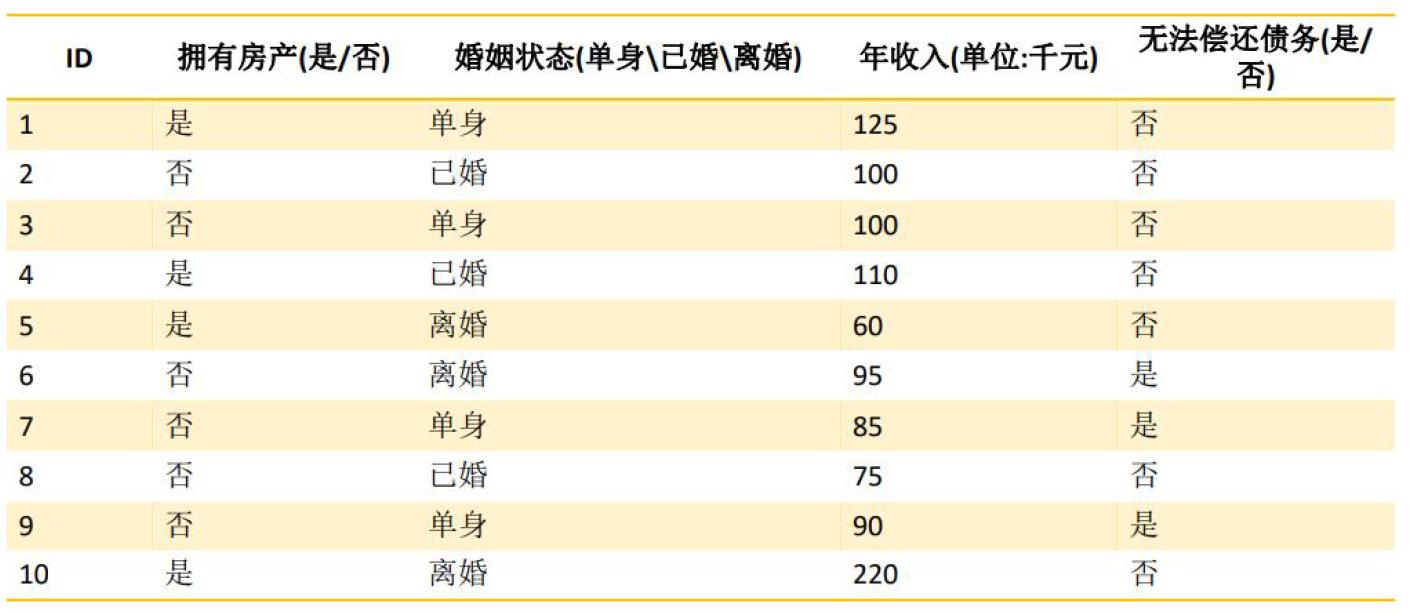 ID 拥有房产(是/否) 婚姻状态(单身\已婚\离婚) 年收入(单位:千元) 无法偿还债务(是/
否)
1 是 单身 125 否
2 否 已婚 100 否
3 否 单身 100 否
4 是 已婚 110 否
5 是 离婚 60 否
6 否 离婚 95 是
7 否 单身 85 是
8 否 已婚 75 否
9 否 单身 90 是
10 是 离婚 220 否